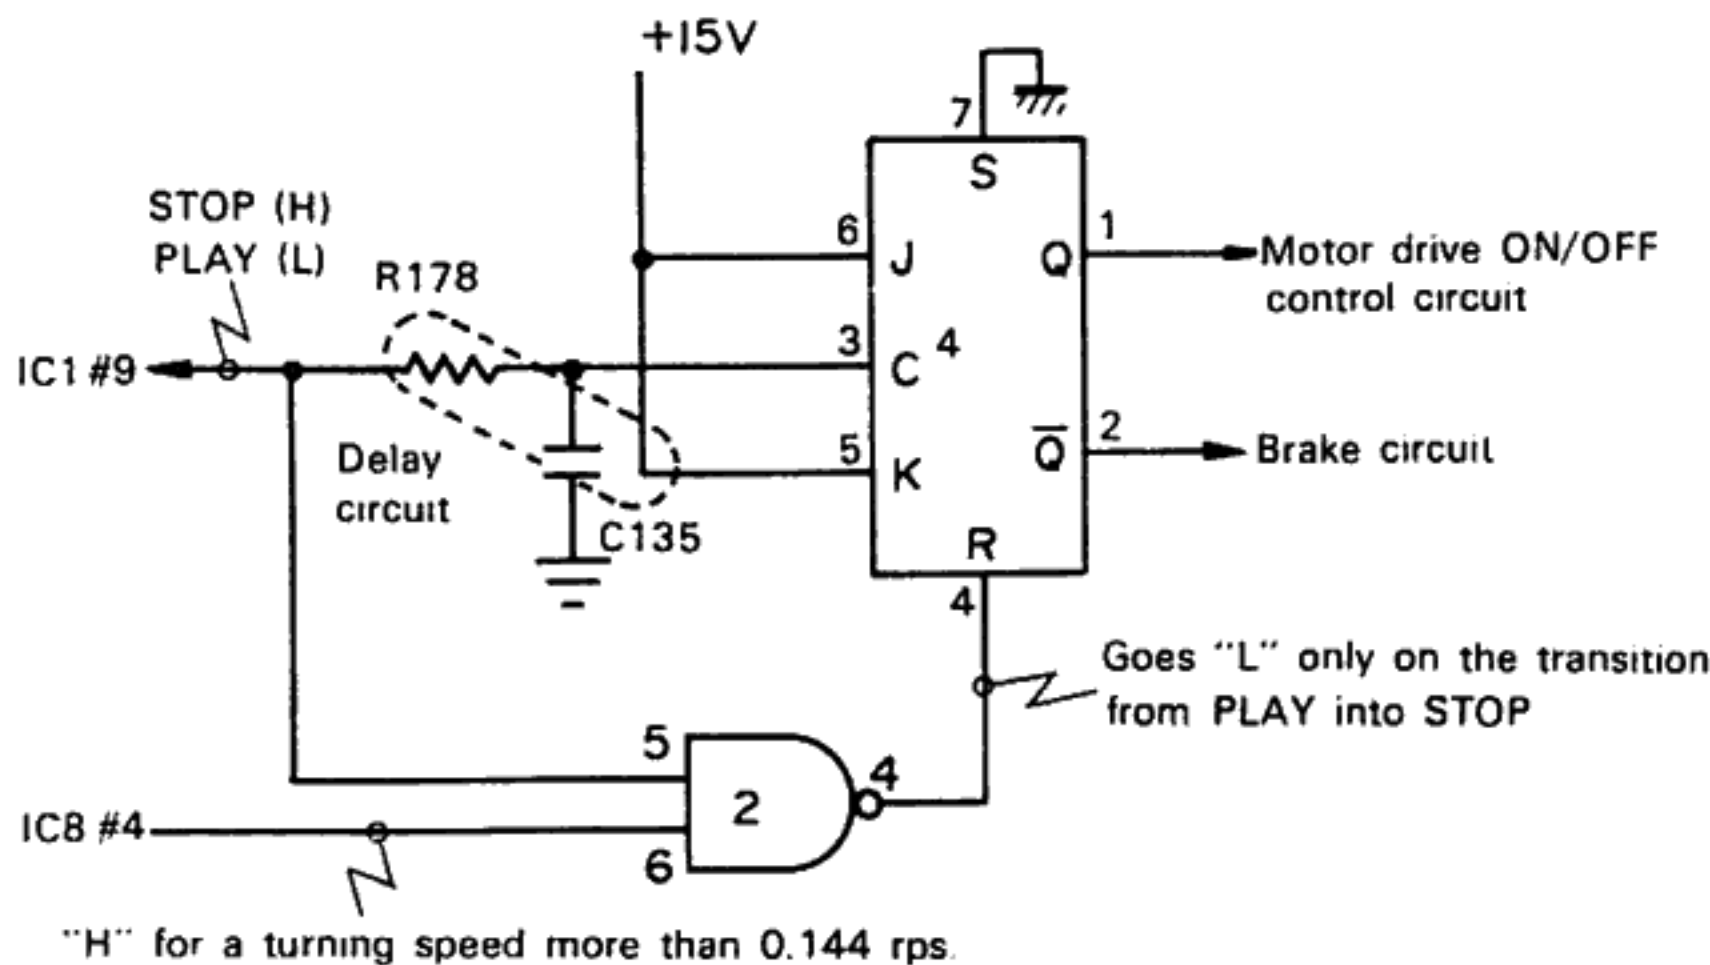 +15V
7
S
STOP (H)
PLAY (L)
R178
6
J
Q
1
Motor drive ON/OFF
control circuit
IC1 #9
3
C
4
Delay
circuit
C135
5
K
Q̅
2
Brake circuit
R
4
Goes "L" only on the transition
from PLAY into STOP
5
2
4
IC8 #4
6
"H" for a turning speed more than 0.144 rps.